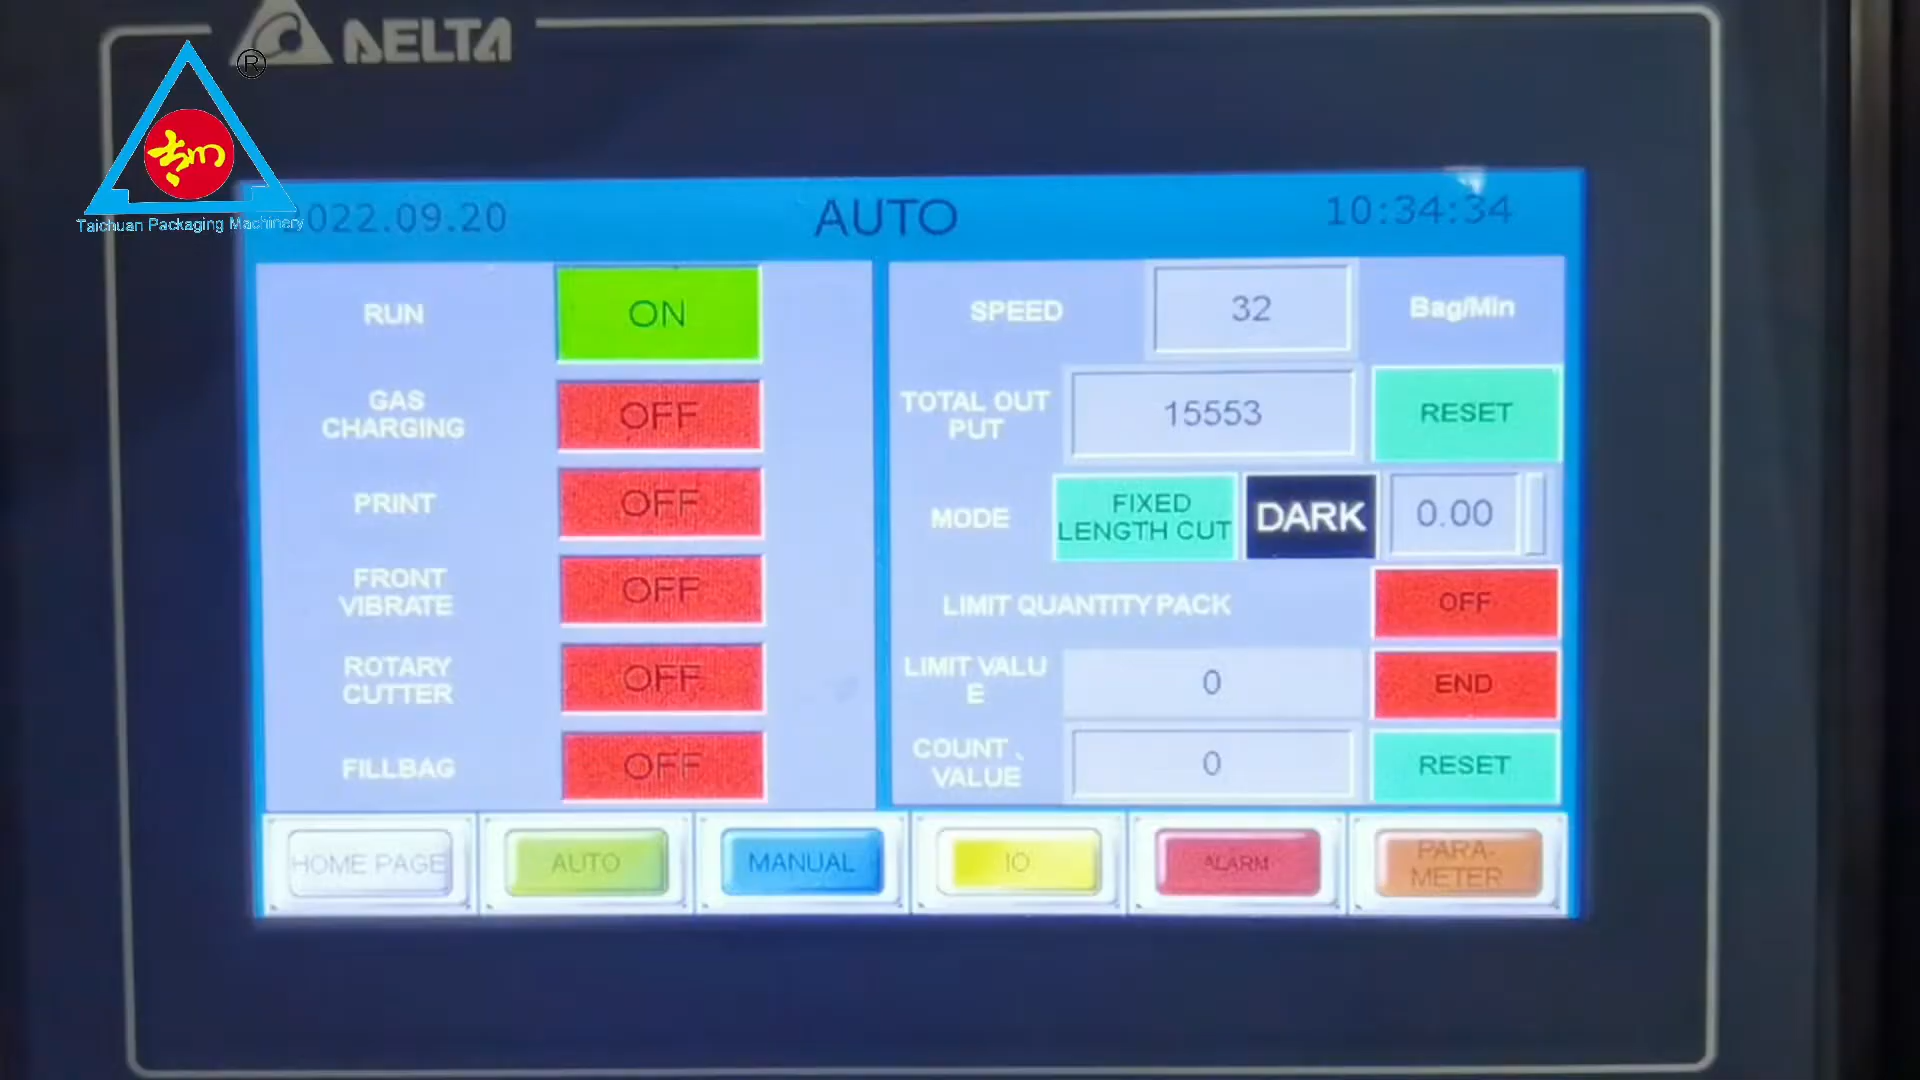 DELTA
®
Taichuan Packaging Machinery
2022.09.20
AUTO
10:34:34
RUN
ON
GAS
CHARGING
OFF
PRINT
OFF
FRONT
VIBRATE
OFF
ROTARY
CUTTER
OFF
FILLBAG
OFF
SPEED
32
Bag/Min
TOTAL OUT
PUT
15553
RESET
MODE
FIXED
LENGTH CUT
DARK
0.00
LIMIT QUANTITY PACK
OFF
LIMIT VALU
E
0
END
COUNT、
VALUE
0
RESET
HOME PAGE
AUTO
MANUAL
IO
ALARM
PARA-
METER